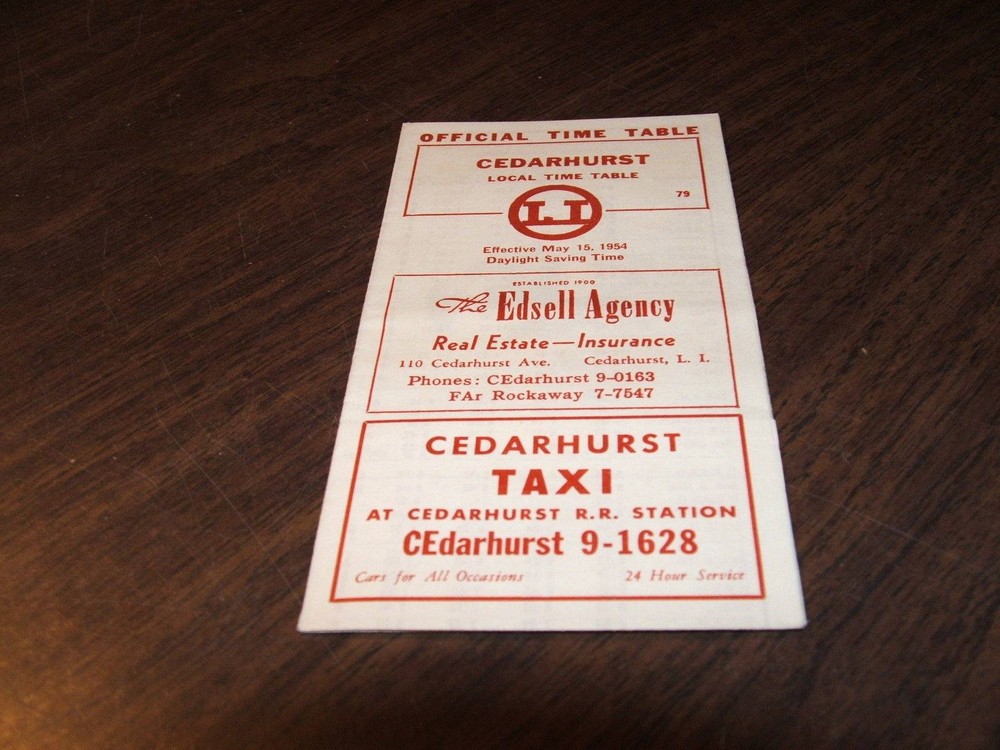 OFFICIAL TIME TABLE
CEDARHURST
LOCAL TIME TABLE
79
LI
Effective May 15, 1954
Daylight Saving Time
ESTABLISHED 1900
The Edsell Agency
Real Estate—Insurance
110 Cedarhurst Ave. Cedarhurst, L. I.
Phones: CEdarhurst 9-0163
FAr Rockaway 7-7547
CEDARHURST
TAXI
AT CEDARHURST R.R. STATION
CEdarhurst 9-1628
Cars for All Occasions 24 Hour Service